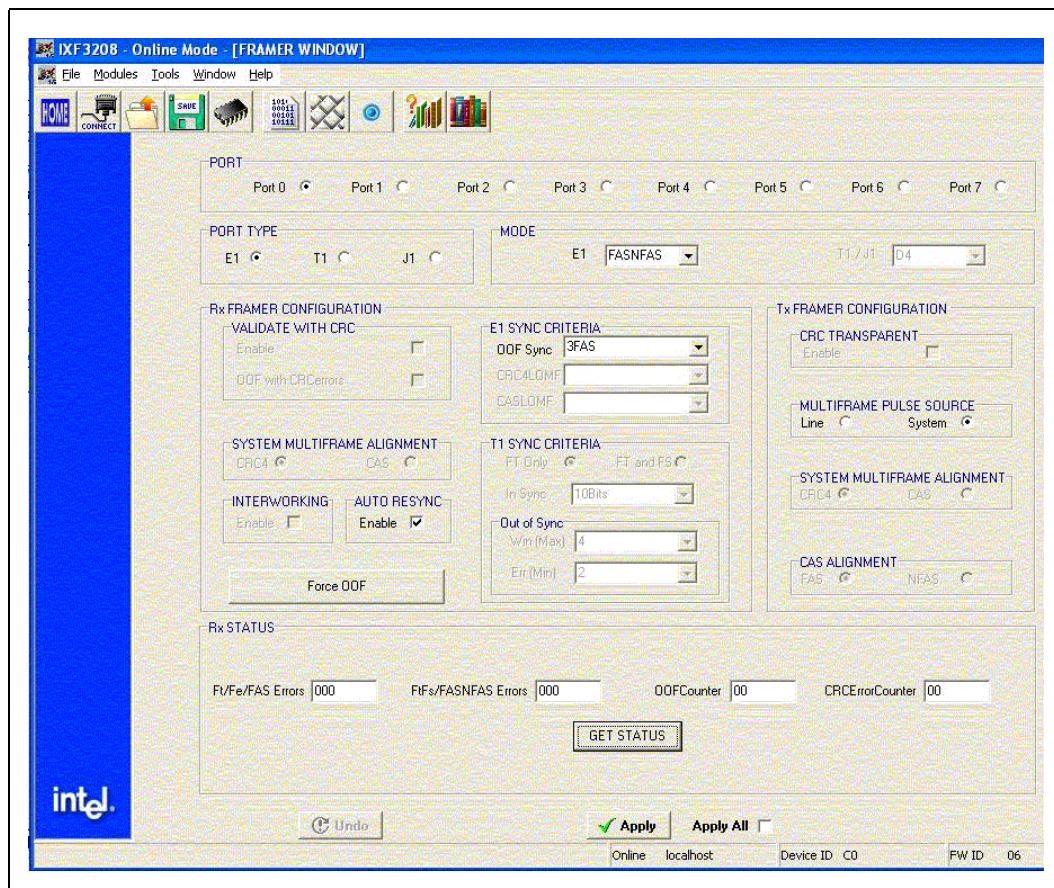 IXF3208 - Online Mode - [FRAMER WINDOW]
File Modules Tools Window Help
HOME CONNECT SAVE 101 00011 00101 10111
PORT
Port 0 Port 1 Port 2 Port 3 Port 4 Port 5 Port 6 Port 7
PORT TYPE
E1 T1 J1
MODE
E1 FASNFAS T1 / J1 D4
Rx FRAMER CONFIGURATION
VALIDATE WITH CRC
Enable
OOF with CRCerrors
E1 SYNC CRITERIA
OOF Sync 3FAS
CRC4LOMF
CASLOMF
SYSTEM MULTIFRAME ALIGNMENT
CRC4 CAS
INTERWORKING
Enable
AUTO RESYNC
Enable
Force OOF
T1 SYNC CRITERIA
FT Only FT and FS
In Sync 10Bits
Out of Sync
Win (Max) 4
Err (Min) 2
Tx FRAMER CONFIGURATION
CRC TRANSPARENT
Enable
MULTIFRAME PULSE SOURCE
Line System
SYSTEM MULTIFRAME ALIGNMENT
CRC4 CAS
CAS ALIGNMENT
FAS NFAS
Rx STATUS
Ft/Fe/FAS Errors 000 FtFs/FASNFAS Errors 000 OOFCounter 00 CRCErrorCounter 00
GET STATUS
intel.
Undo Apply Apply All
Online localhost Device ID C0 FW ID 06